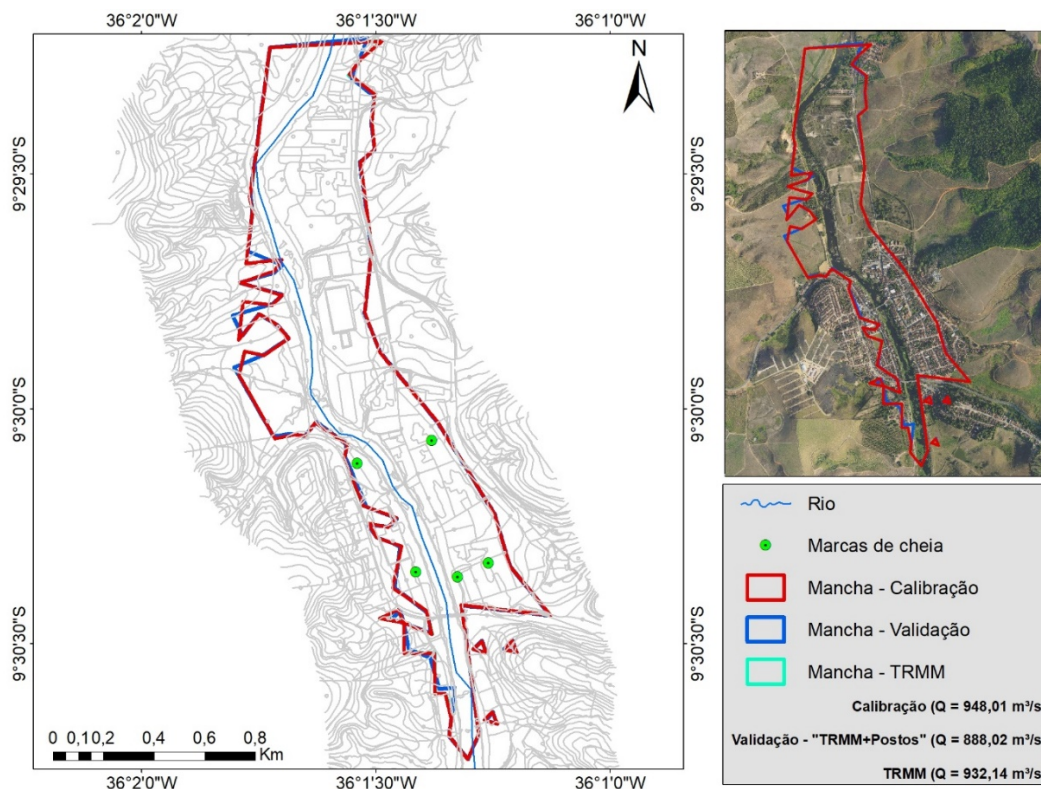 36°2'0"W
36°1'30"W
36°1'0"W
N
9°29'30"S
9°29'30"S
9°30'0"S
9°30'0"S
9°30'30"S
9°30'30"S
0 0,10,2 0,4 0,6 0,8
Km
36°2'0"W
36°1'30"W
36°1'0"W
Rio
Marcas de cheia
Mancha - Calibração
Mancha - Validação
Mancha - TRMM
Calibração (Q = 948,01 m³/s
Validação - "TRMM+Postos" (Q = 888,02 m³/s
TRMM (Q = 932,14 m³/s